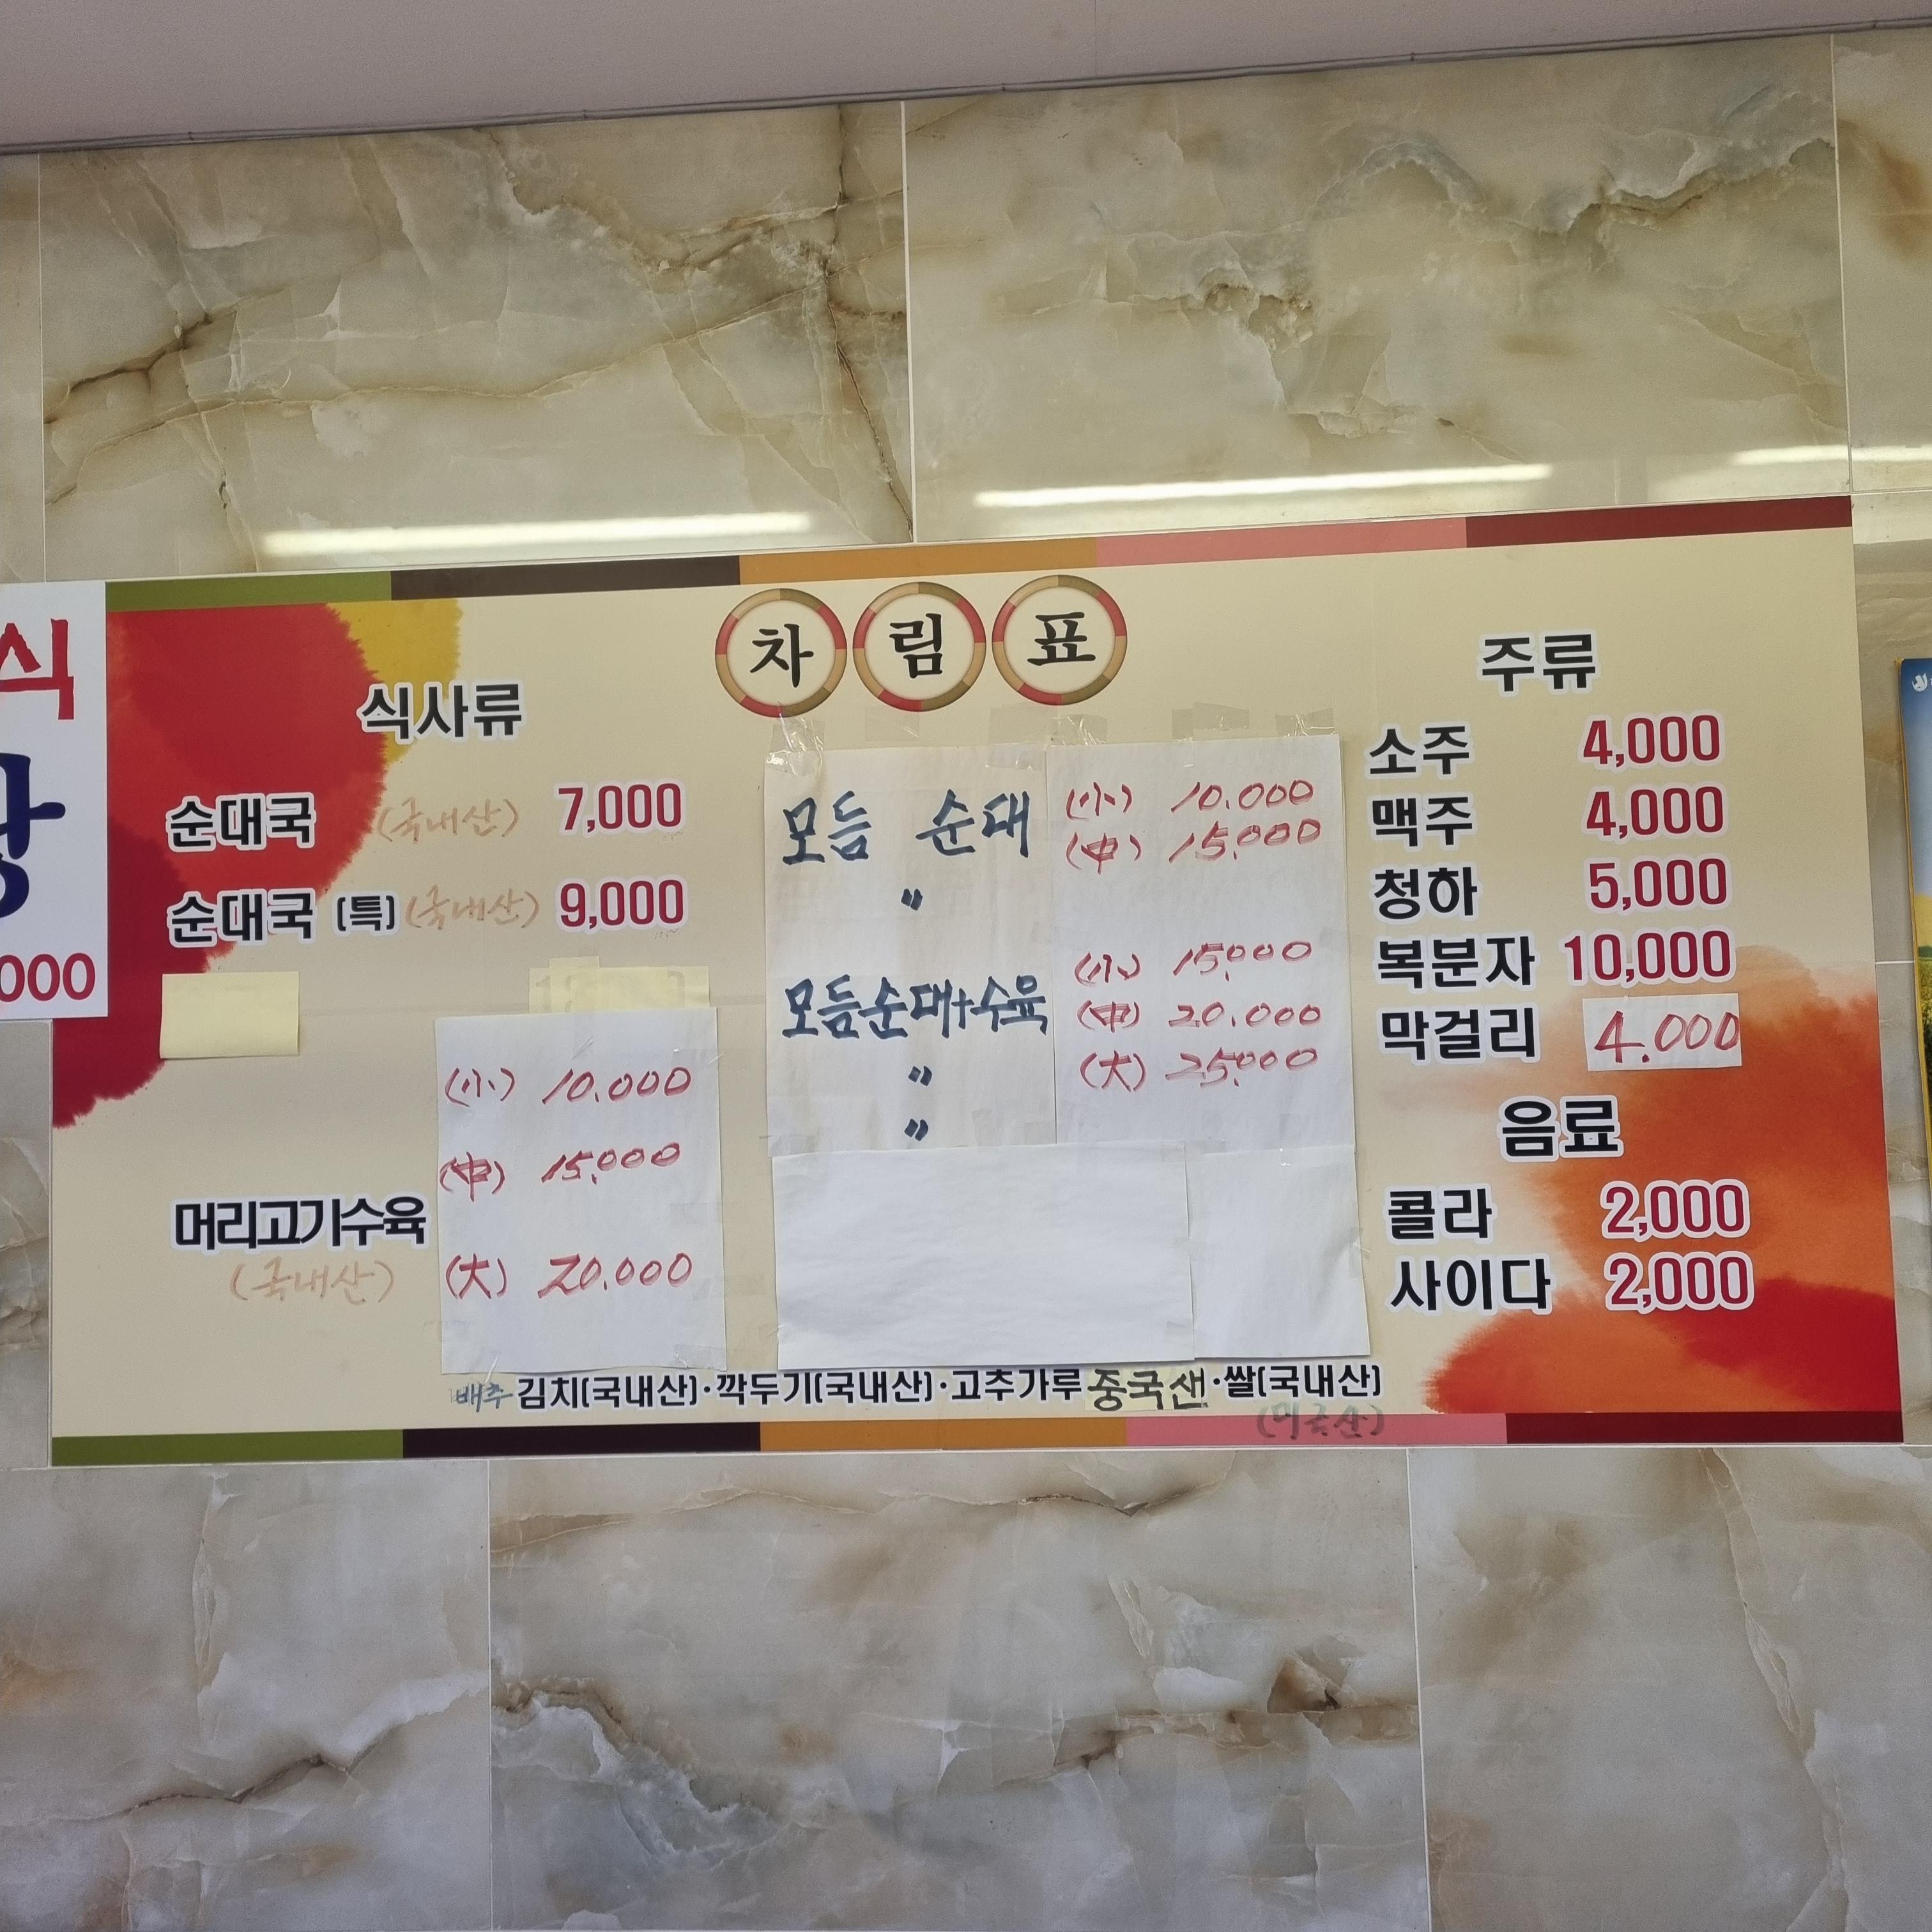 식
000
차림표
식사류
순대국 (국내산) 7,000
순대국 (특) (국내산) 9,000
머리고기수육
(국내산)
(小) 10.000
(中) 15.000
(大) 20.000
모듬 순대 (小) 10.000
〃 (中) 15.000
모듬순대+수육 (小) 15.000
〃 (中) 20.000
〃 (大) 25.000
주류
소주 4,000
맥주 4,000
청하 5,000
복분자 10,000
막걸리 4.000
음료
콜라 2,000
사이다 2,000
배추 김치(국내산)·깍두기(국내산)·고추가루 중국산·쌀(국내산)
(미국산)